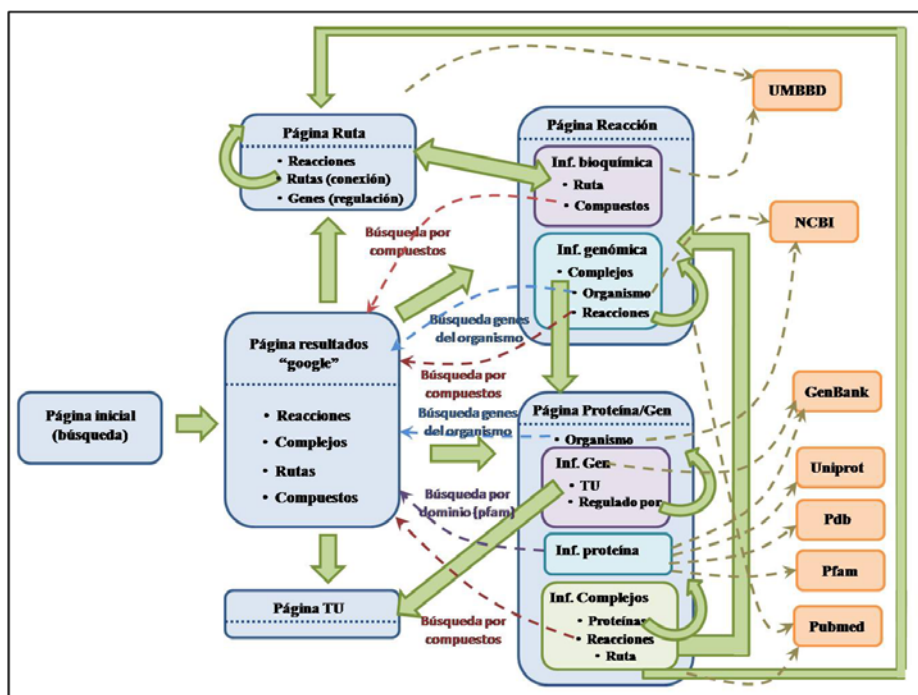 Página inicial
(búsqueda)
Página Ruta
• Reacciones
• Rutas (conexión)
• Genes (regulación)
Búsqueda por
compuestos
Página resultados
“google”
• Reacciones
• Complejos
• Rutas
• Compuestos
Página TU
Búsqueda genes
del organismo
Búsqueda por
compuestos
Búsqueda genes
del organismo
Búsqueda por
dominio (pfam)
Búsqueda por
compuestos
Página Reacción
Inf. bioquímica
• Ruta
• Compuestos
Inf. genómica
• Complejos
• Organismo
• Reacciones
Página Proteína/Gen
• Organismo
Inf. Gen
• TU
• Regulado por
Inf. proteína
Inf. Complejos
• Proteínas
• Reacciones
• Ruta
UMBBD
NCBI
GenBank
Uniprot
Pdb
Pfam
Pubmed